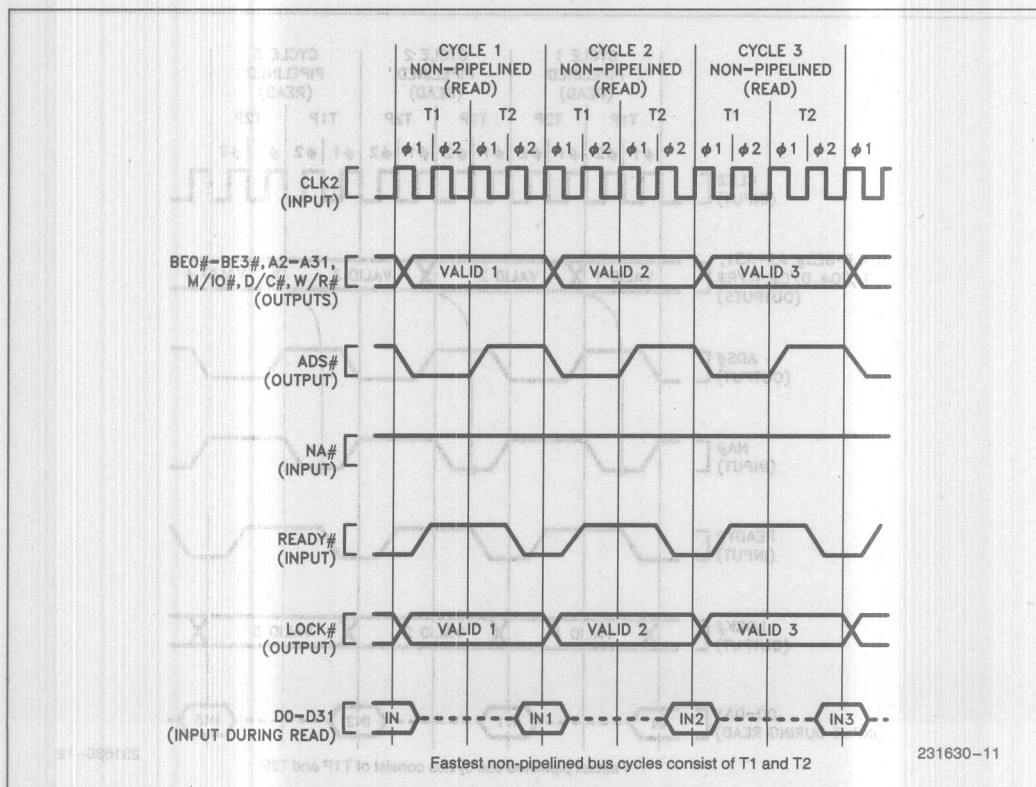 CYCLE 1 CYCLE 2 CYCLE 3
NON-PIPELINED NON-PIPELINED NON-PIPELINED
(READ) (READ) (READ)
T1 T2 T1 T2 T1 T2
φ1 φ2 φ1 φ2 φ1 φ2 φ1 φ2 φ1 φ2 φ1 φ2 φ1
CLK2
(INPUT)
BE0#-BE3#, A2-A31,
M/IO#, D/C#, W/R#
(OUTPUTS)
VALID 1 VALID 2 VALID 3
ADS#
(OUTPUT)
NA#
(INPUT)
READY#
(INPUT)
LOCK#
(OUTPUT)
VALID 1 VALID 2 VALID 3
D0-D31
(INPUT DURING READ)
IN IN1 IN2 IN3
Fastest non-pipelined bus cycles consist of T1 and T2
231630-11